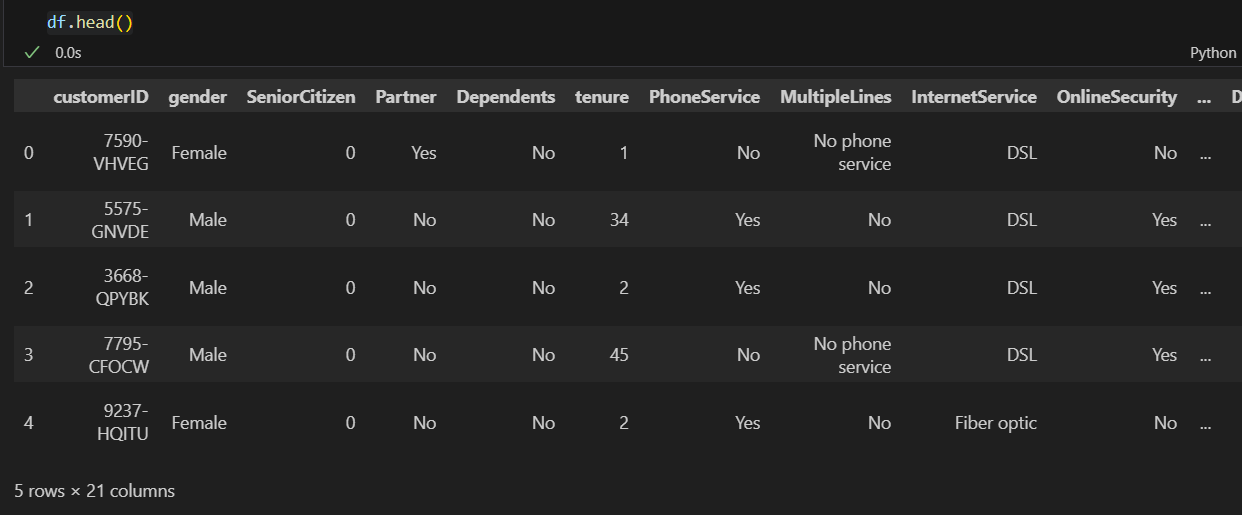 df.head()
0.0s
Python
customerID gender SeniorCitizen Partner Dependents tenure PhoneService MultipleLines InternetService OnlineSecurity ... D
0 7590-VHVEG Female 0 Yes No 1 No No phone service DSL No ...
1 5575-GNVDE Male 0 No No 34 Yes No DSL Yes ...
2 3668-QPYBK Male 0 No No 2 Yes No DSL Yes ...
3 7795-CFOCW Male 0 No No 45 No No phone service DSL Yes ...
4 9237-HQITU Female 0 No No 2 Yes No Fiber optic No ...
5 rows × 21 columns